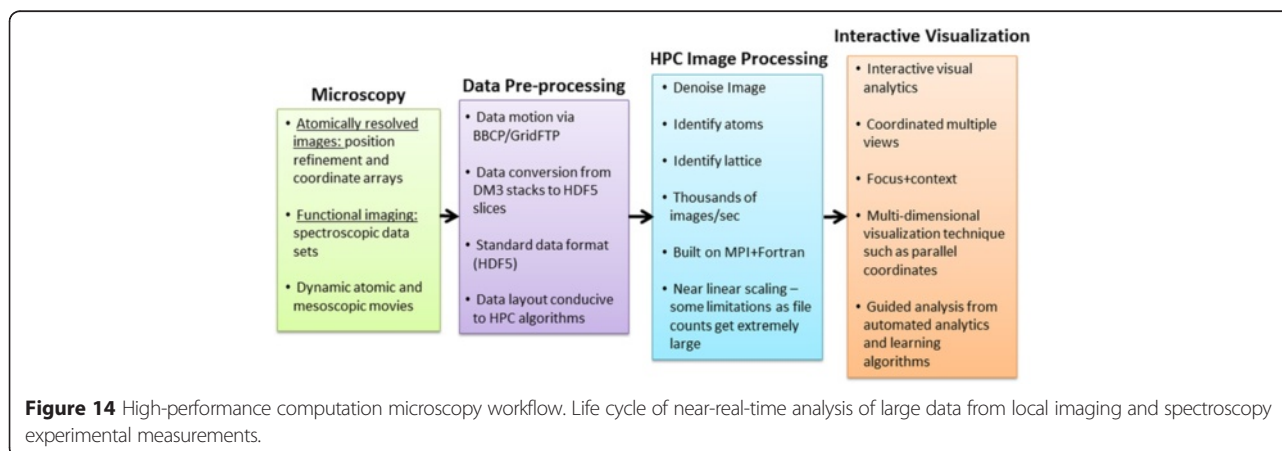 Microscopy
• Atomically resolved
images: position
refinement and
coordinate arrays
• Functional imaging:
spectroscopic data
sets
• Dynamic atomic and
mesoscopic movies
Data Pre-processing
• Data motion via
BBCP/GridFTP
• Data conversion from
DM3 stacks to HDF5
slices
• Standard data format
(HDF5)
• Data layout conducive
to HPC algorithms
HPC Image Processing
• Denoise Image
• Identify atoms
• Identify lattice
• Thousands of
images/sec
• Built on MPI+Fortran
• Near linear scaling –
some limitations as file
counts get extremely
large
Interactive Visualization
• Interactive visual
analytics
• Coordinated multiple
views
• Focus+context
• Multi-dimensional
visualization technique
such as parallel
coordinates
• Guided analysis from
automated analytics
and learning
algorithms
Figure 14 High-performance computation microscopy workflow. Life cycle of near-real-time analysis of large data from local imaging and spectroscopy
experimental measurements.